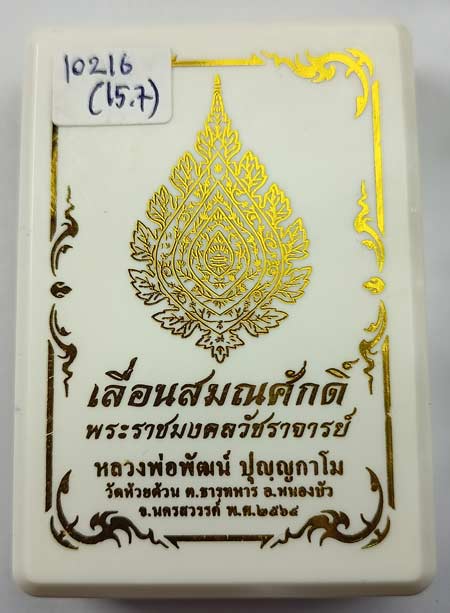 10216
(15.7)
เลื่อนสมณศักดิ์
พระราชมงคลวัชราจารย์
หลวงพ่อพัฒน์ ปุญฺญกาโม
วัดห้วยด้วน ต.ธารทหาร อ.หนองบัว
จ.นครสวรรค์ พ.ศ.๒๕๖๔